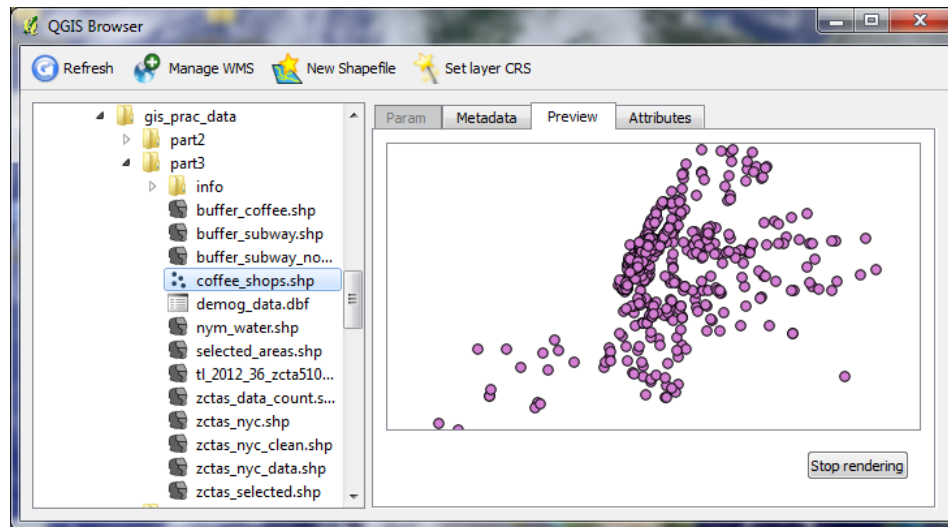 QGIS Browser
Refresh Manage WMS New Shapefile Set layer CRS
gis_prac_data
part2
part3
info
buffer_coffee.shp
buffer_subway.shp
buffer_subway_no...
coffee_shops.shp
demog_data.dbf
nym_water.shp
selected_areas.shp
tl_2012_36_zcta510...
zctas_data_count.s...
zctas_nyc.shp
zctas_nyc_clean.shp
zctas_nyc_data.shp
zctas_selected.shp
Param Metadata Preview Attributes
Stop rendering